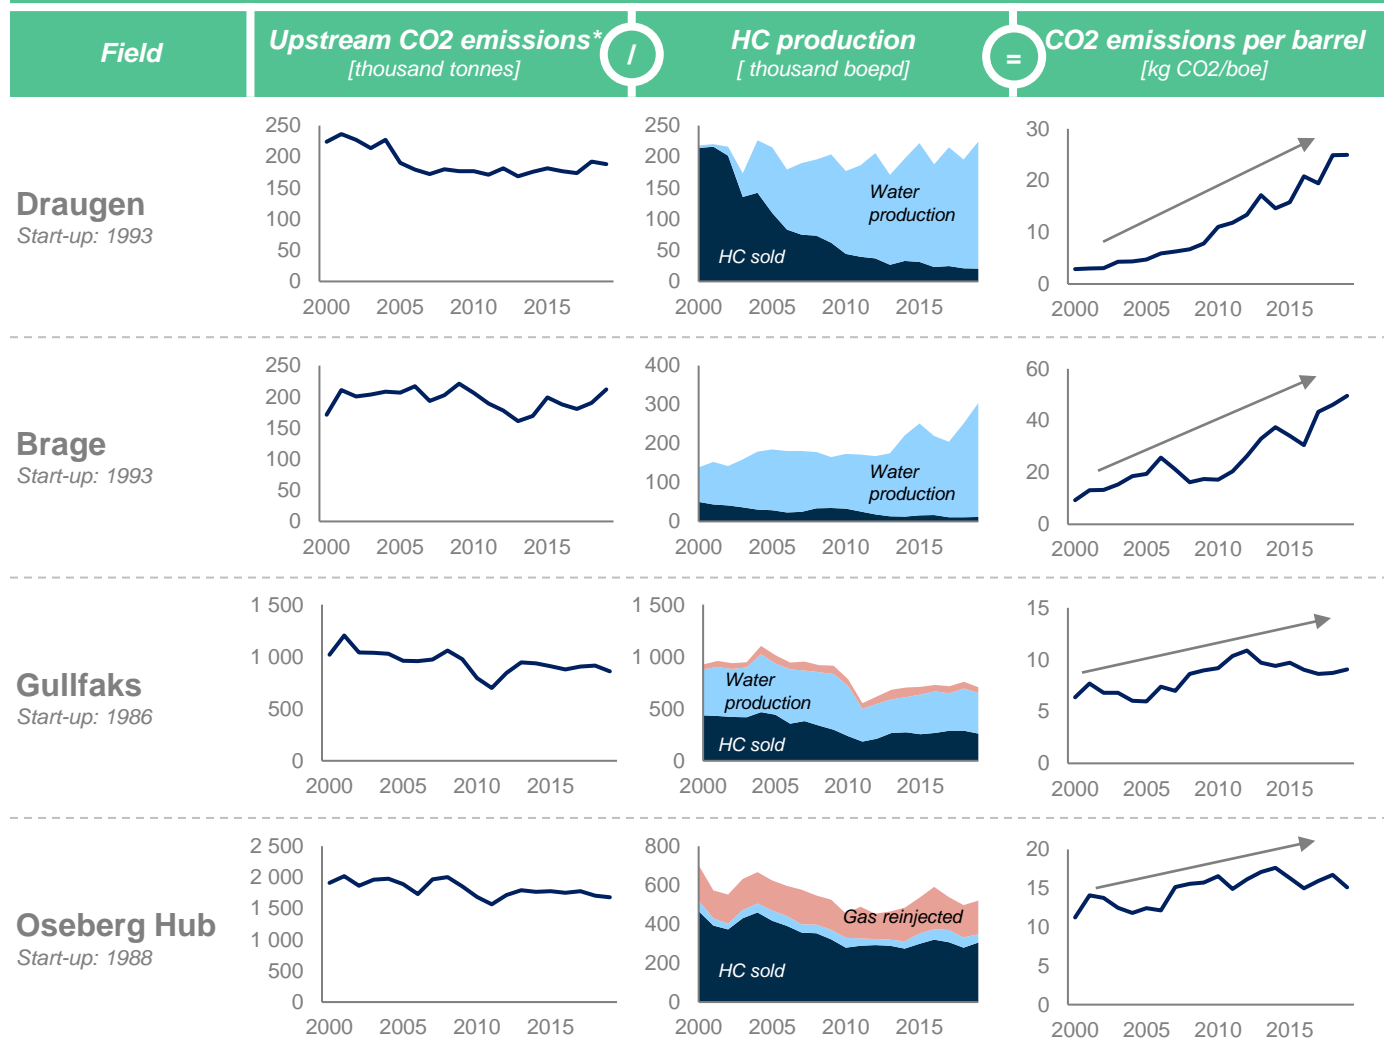 Field
Upstream CO2 emissions*
[thousand tonnes]
/
HC production
[ thousand boepd]
=
CO2 emissions per barrel
[kg CO2/boe]
Draugen
Start-up: 1993
250
200
150
100
50
0
2000 2005 2010 2015
250
200
150
100
50
0
Water
production
HC sold
2000 2005 2010 2015
30
20
10
0
2000 2005 2010 2015
Brage
Start-up: 1993
250
200
150
100
50
0
2000 2005 2010 2015
400
300
200
100
0
Water
production
2000 2005 2010 2015
60
40
20
0
2000 2005 2010 2015
Gullfaks
Start-up: 1986
1 500
1 000
500
0
2000 2005 2010 2015
1 500
1 000
500
0
Water
production
HC sold
2000 2005 2010 2015
15
10
5
0
2000 2005 2010 2015
Oseberg Hub
Start-up: 1988
2 500
2 000
1 500
1 000
500
0
2000 2005 2010 2015
800
600
400
200
0
Gas reinjected
HC sold
2000 2005 2010 2015
20
15
10
5
0
2000 2005 2010 2015